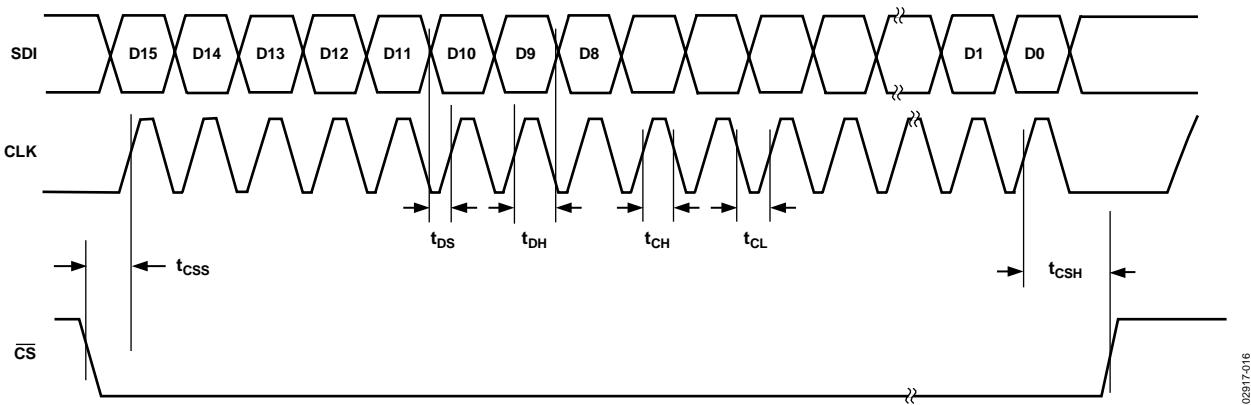 SDI D15 D14 D13 D12 D11 D10 D9 D8 D1 D0
CLK
tDS tDH tCH tCL
tCSS tCSH
CS
02917-016